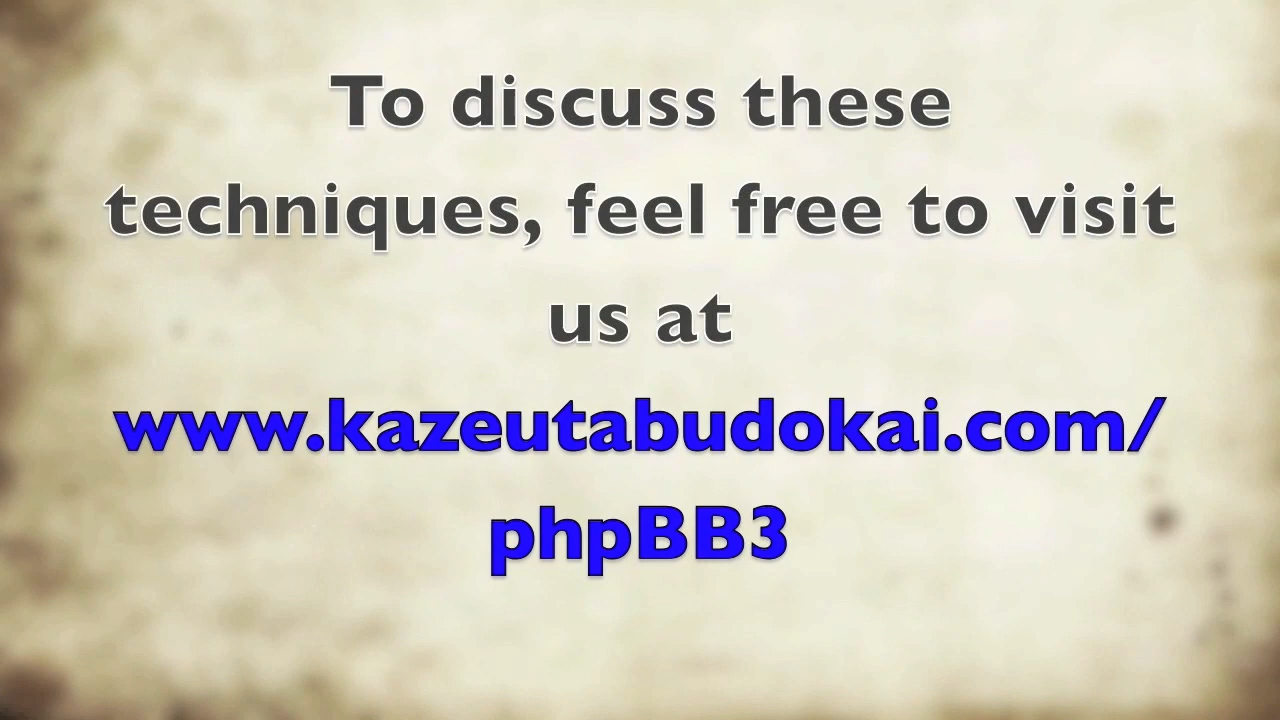 To discuss these
techniques, feel free to visit
us at
www.kazeutabudokai.com/
phpBB3